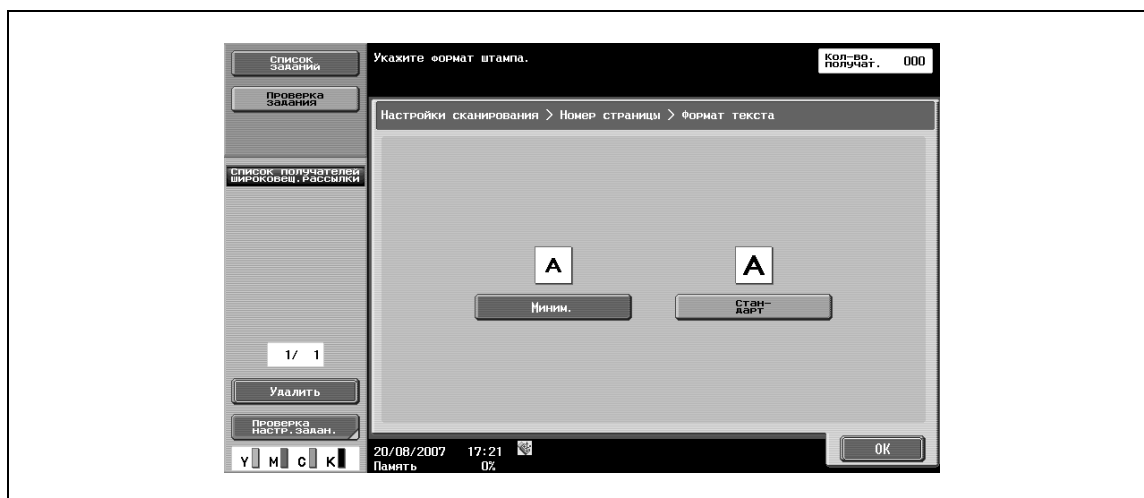 Список
заданий
Проверка
задания
Список получателей
широковещ.рассылки
1/ 1
Удалить
Проверка
настр.задан.
Y M C K
Укажите формат штампа.
Кол-во.
получат. 000
Настройки сканирования > Номер страницы > Формат текста
A A
Миним.
Стан-
дарт
20/08/2007 17:21
Память 0%
OK